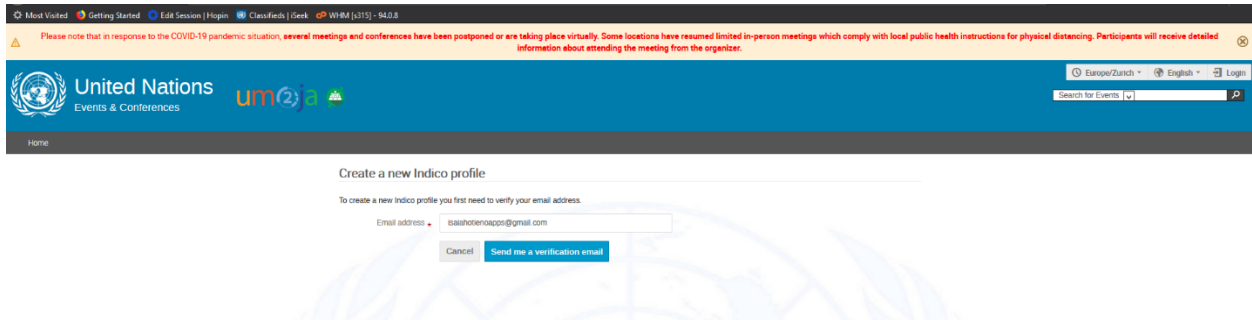 Most Visited Getting Started Edit Session | Hopin Classifieds | iSeek WHM [s315] - 94.0.8
Please note that in response to the COVID-19 pandemic situation, several meetings and conferences have been postponed or are taking place virtually. Some locations have resumed limited in-person meetings which comply with local public health instructions for physical distancing. Participants will receive detailed
information about attending the meeting from the organizer.
Europe/Zurich English Login
United Nations
Events & Conferences
um(2)ja
Search for Events
Home
Create a new Indico profile
To create a new Indico profile you first need to verify your email address.
Email address isaiahotienoapps@gmail.com
Cancel Send me a verification email